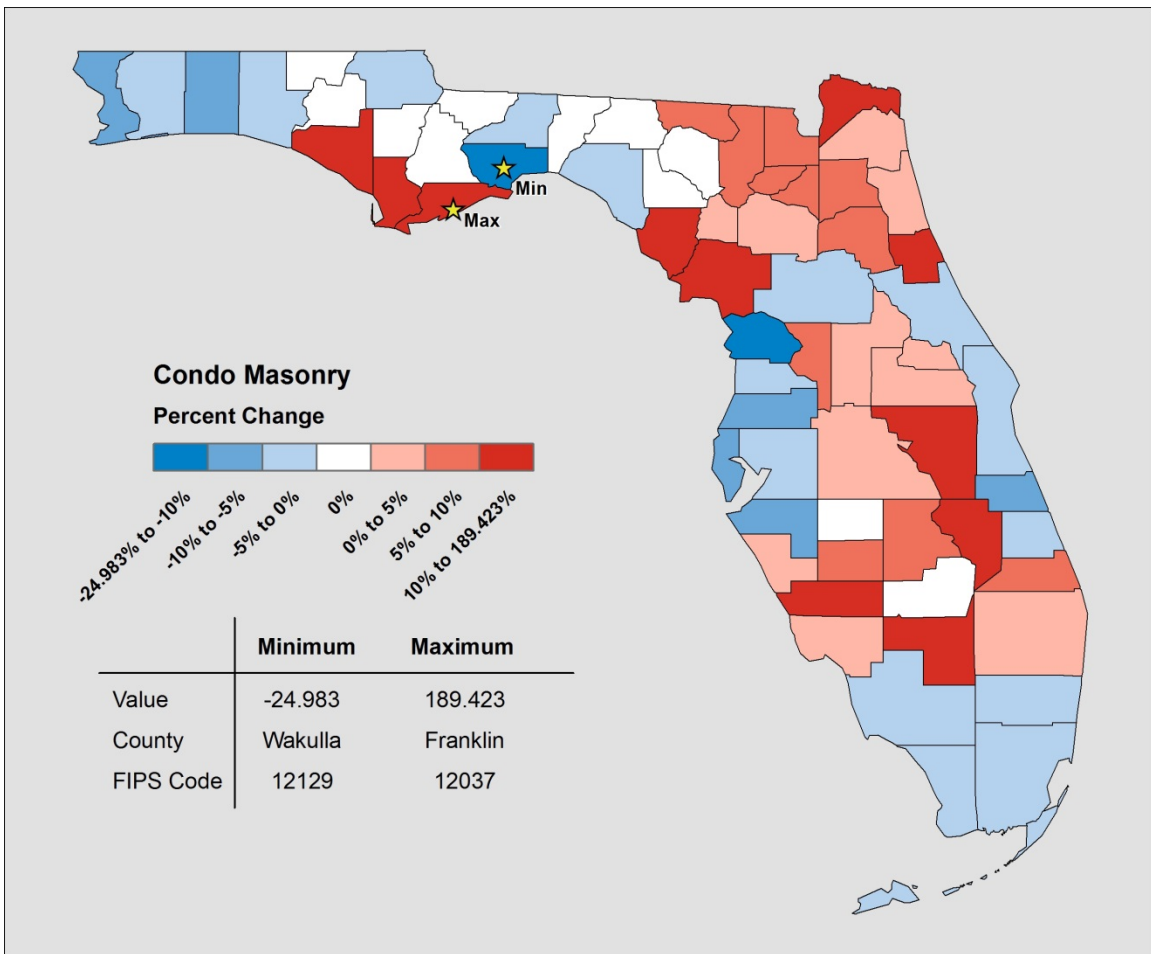 Min
Max
Condo Masonry
Percent Change
-24.983% to -10%
-10% to -5%
-5% to 0%
0%
0% to 5%
5% to 10%
10% to 189.423%
Minimum Maximum
Value -24.983 189.423
County Wakulla Franklin
FIPS Code 12129 12037